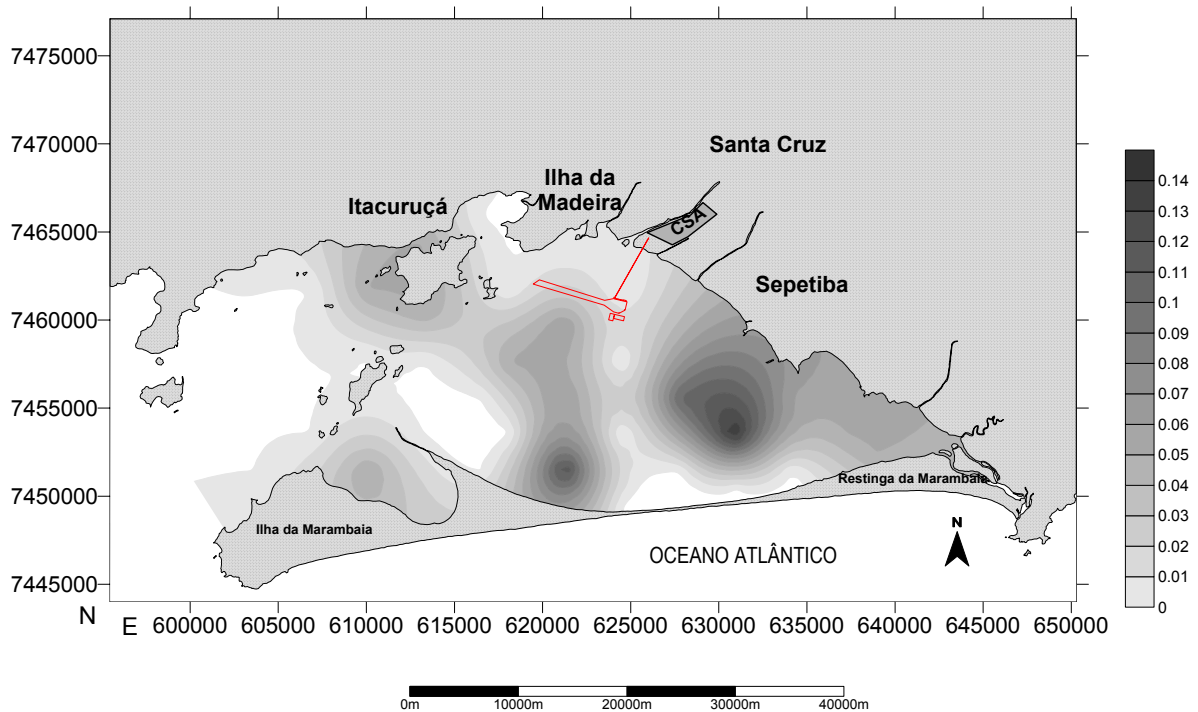 7475000
7470000
7465000
7460000
7455000
7450000
7445000
N
E
600000 605000 610000 615000 620000 625000 630000 635000 640000 645000 650000
Santa Cruz
Ilha da
Madeira
Itacuruçá
CSA
Sepetiba
Restinga da Marambaia
Ilha da Marambaia
OCEANO ATLÂNTICO
N
0.14
0.13
0.12
0.11
0.1
0.09
0.08
0.07
0.06
0.05
0.04
0.03
0.02
0.01
0
0m 10000m 20000m 30000m 40000m